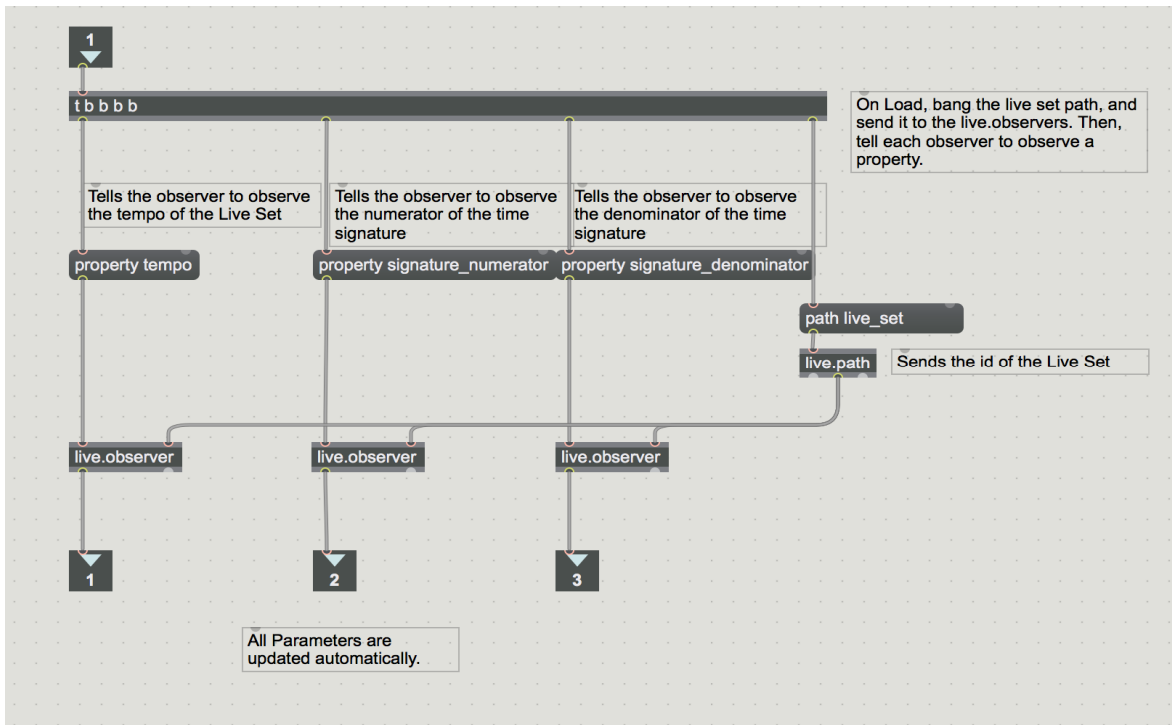 1
t b b b b
On Load, bang the live set path, and
send it to the live.observers. Then,
tell each observer to observe a
property.
Tells the observer to observe
the tempo of the Live Set
Tells the observer to observe
the numerator of the time
signature
Tells the observer to observe
the denominator of the time
signature
property tempo
property signature_numerator
property signature_denominator
path live_set
live.path
Sends the id of the Live Set
live.observer
live.observer
live.observer
1
2
3
All Parameters are
updated automatically.